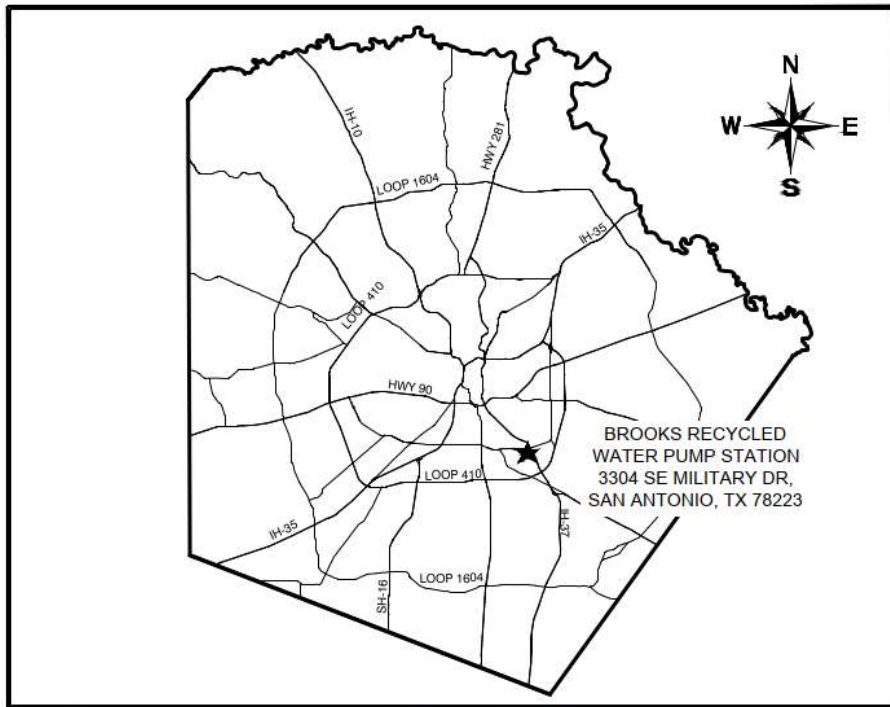 N
W E
S
IH-10
HWY 281
LOOP 1604
IH-35
LOOP 410
HWY 90
BROOKS RECYCLED
WATER PUMP STATION
3304 SE MILITARY DR,
SAN ANTONIO, TX 78223
LOOP 410
IH-37
IH-35
LOOP 1604
SH-16